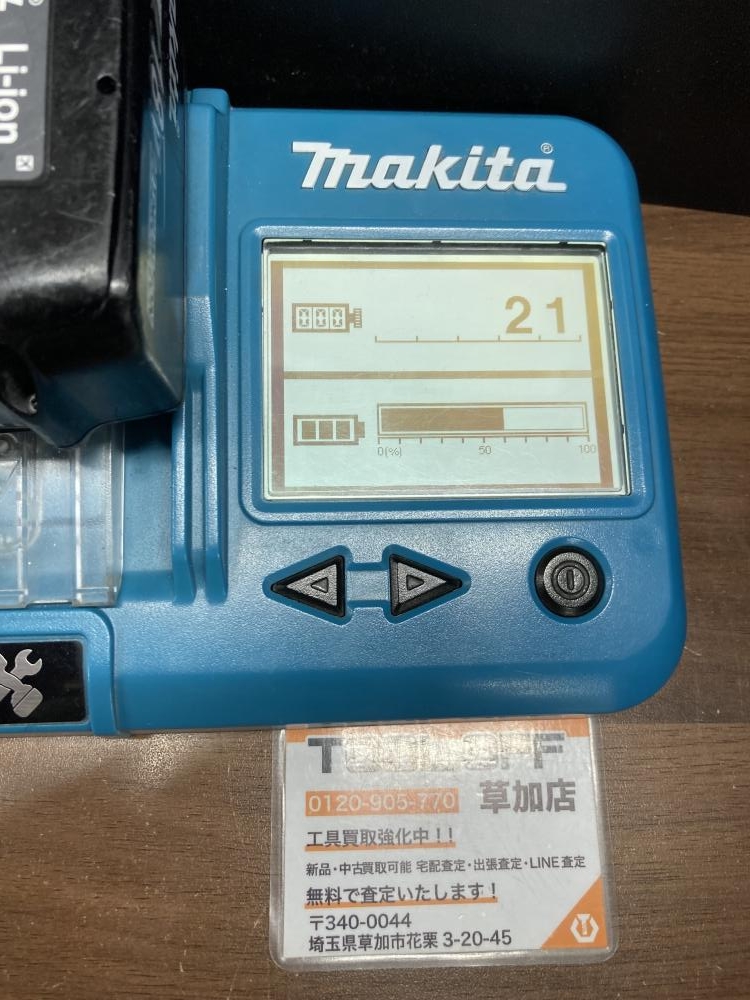 Li-ion
makita®
000
21
0(%) 50 100
TOOL OFF
0120-905-770 草加店
工具買取強化中!!
新品・中古買取可能 宅配査定・出張査定・LINE査定
無料で査定いたします!
〒340-0044
埼玉県草加市花栗 3-20-45